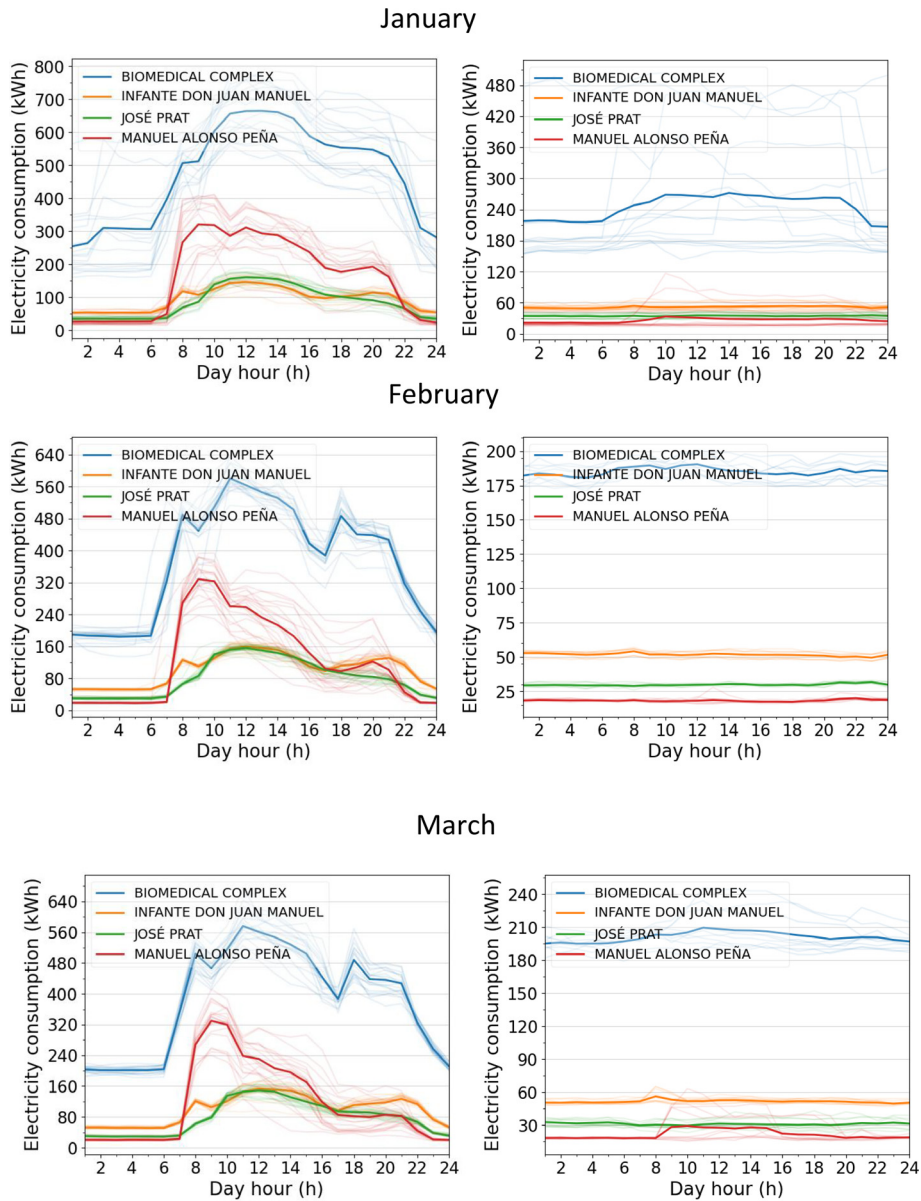 January
Electricity consumption (kWh)
800
700
600
500
400
300
200
100
0
BIOMEDICAL COMPLEX
INFANTE DON JUAN MANUEL
JOSÉ PRAT
MANUEL ALONSO PEÑA
2 4 6 8 10 12 14 16 18 20 22 24
Day hour (h)
Electricity consumption (kWh)
480
420
360
300
240
180
120
60
0
BIOMEDICAL COMPLEX
INFANTE DON JUAN MANUEL
JOSÉ PRAT
MANUEL ALONSO PEÑA
2 4 6 8 10 12 14 16 18 20 22 24
Day hour (h)
February
Electricity consumption (kWh)
640
560
480
400
320
240
160
80
0
BIOMEDICAL COMPLEX
INFANTE DON JUAN MANUEL
JOSÉ PRAT
MANUEL ALONSO PEÑA
2 4 6 8 10 12 14 16 18 20 22 24
Day hour (h)
Electricity consumption (kWh)
200
175
150
125
100
75
50
25
BIOMEDICAL COMPLEX
INFANTE DON JUAN MANUEL
JOSÉ PRAT
MANUEL ALONSO PEÑA
2 4 6 8 10 12 14 16 18 20 22 24
Day hour (h)
March
Electricity consumption (kWh)
640
560
480
400
320
240
160
80
0
BIOMEDICAL COMPLEX
INFANTE DON JUAN MANUEL
JOSÉ PRAT
MANUEL ALONSO PEÑA
2 4 6 8 10 12 14 16 18 20 22 24
Day hour (h)
Electricity consumption (kWh)
240
210
180
150
120
90
60
30
BIOMEDICAL COMPLEX
INFANTE DON JUAN MANUEL
JOSÉ PRAT
MANUEL ALONSO PEÑA
2 4 6 8 10 12 14 16 18 20 22 24
Day hour (h)